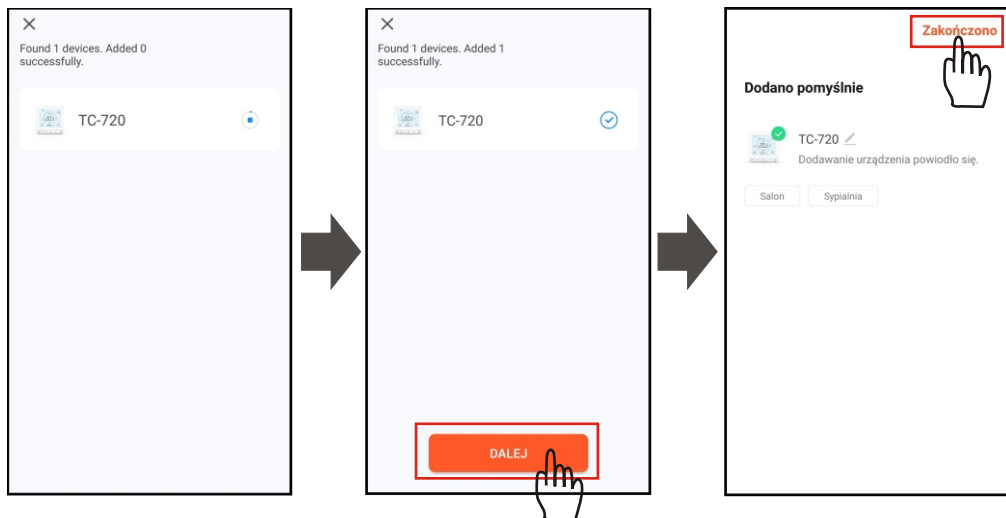 Found 1 devices. Added 0
successfully.
TC-720
Found 1 devices. Added 1
successfully.
TC-720
DALEJ
Zakończono
Dodano pomyślnie
TC-720
Dodawanie urządzenia powiodło się.
Salon Sypialnia